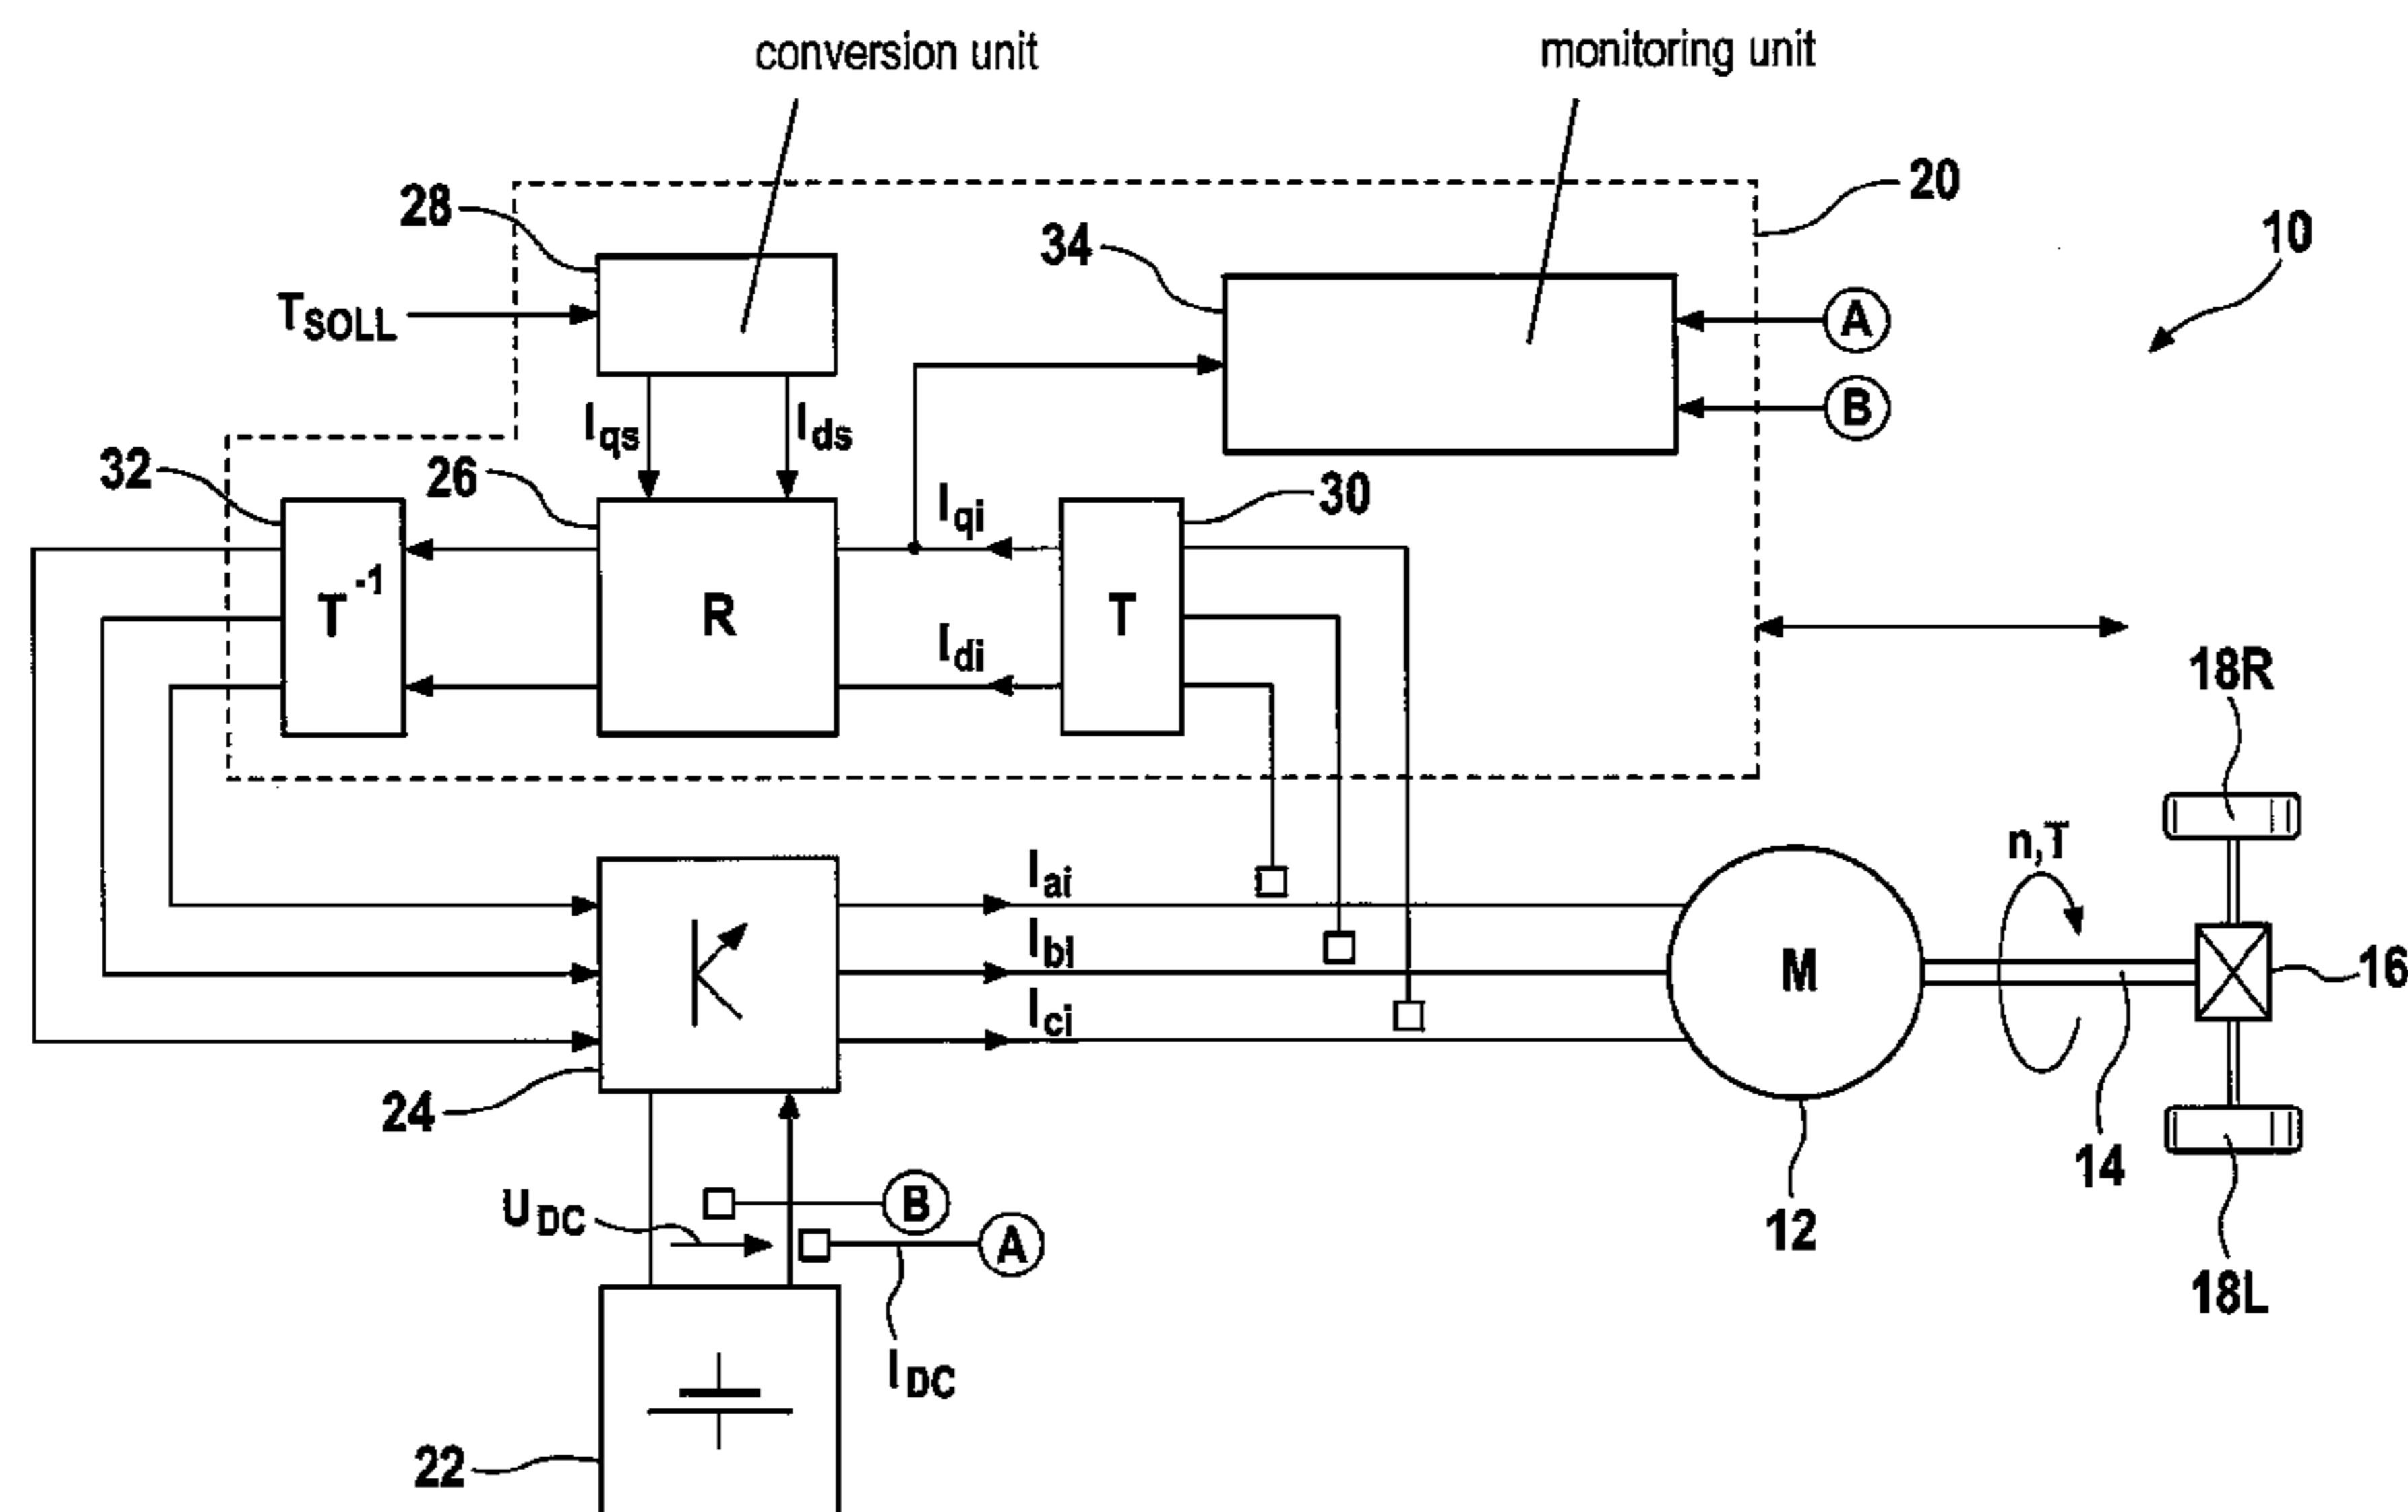 conversion unit
monitoring unit
28
20
34
10
T_SOLL
A
B
I_qs
I_ds
32
26
I_qi
30
T^-1
R
T
I_di
18R
n,T
I_ai
I_bi
M
16
I_ci
24
14
U_DC
B
A
12
18L
I_DC
22